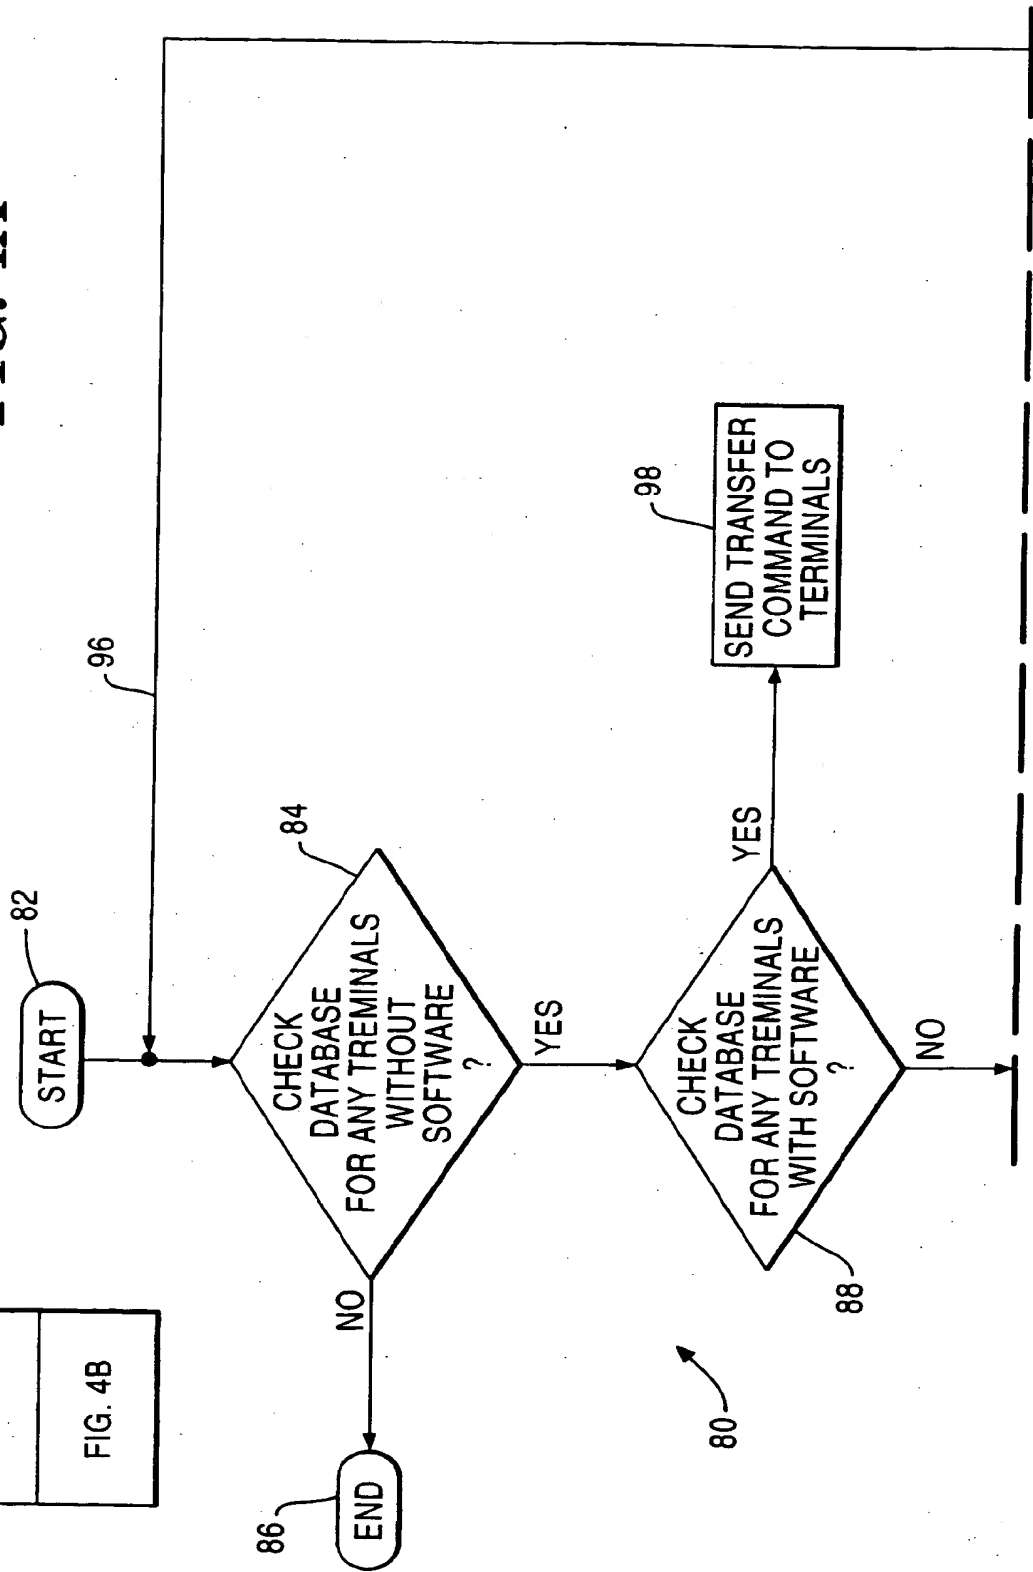 FIG. 4B
START
82
96
CHECK
DATABASE
FOR ANY TREMINALS
WITHOUT
SOFTWARE
?
84
NO
END
86
YES
CHECK
DATABASE
FOR ANY TREMINALS
WITH SOFTWARE
?
88
YES
SEND TRANSFER
COMMAND TO
TERMINALS
98
NO
80